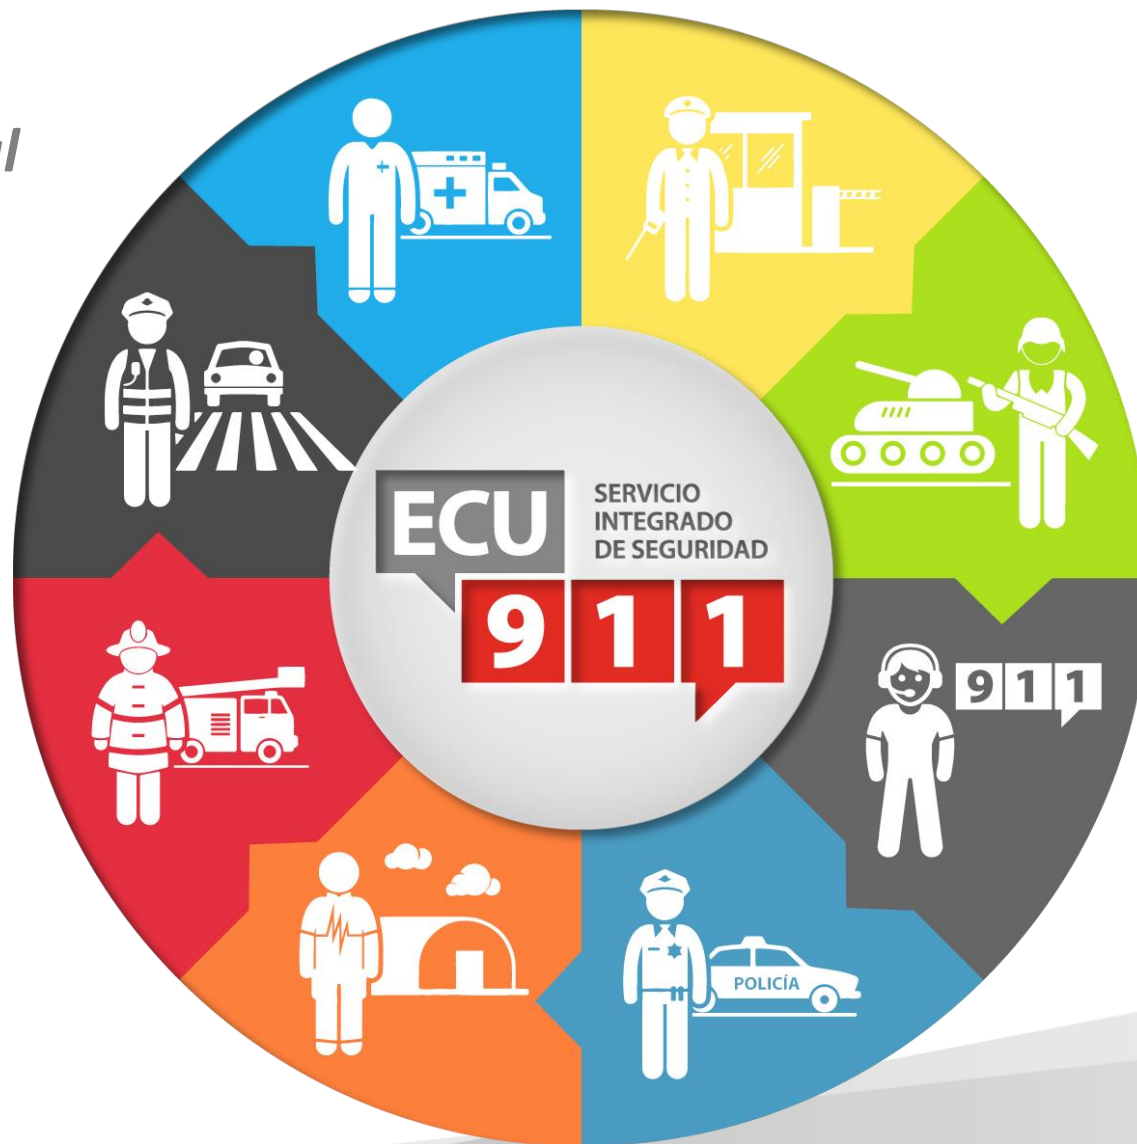 ECU
SERVICIO
INTEGRADO
DE SEGURIDAD
911
911
POLICÍA